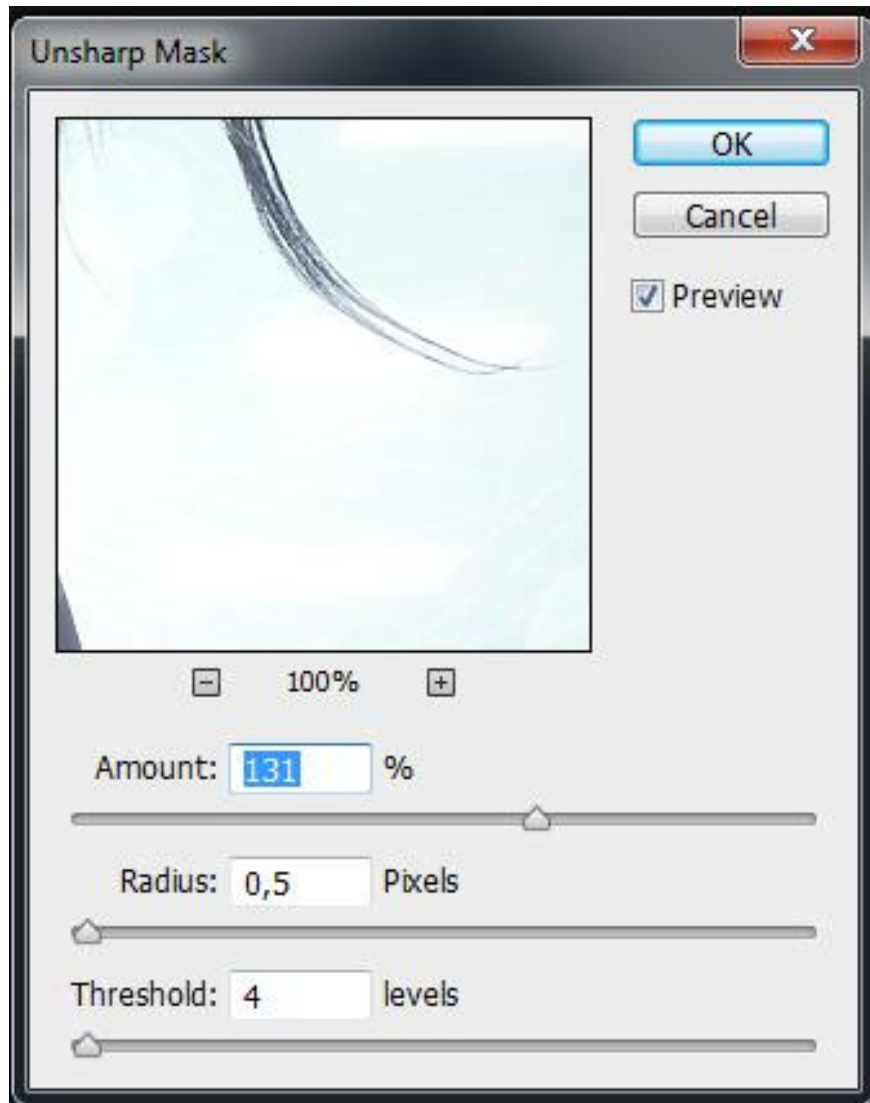 Unsharp Mask
OK
Cancel
Preview
100%
Amount: 131 %
Radius: 0,5 Pixels
Threshold: 4 levels